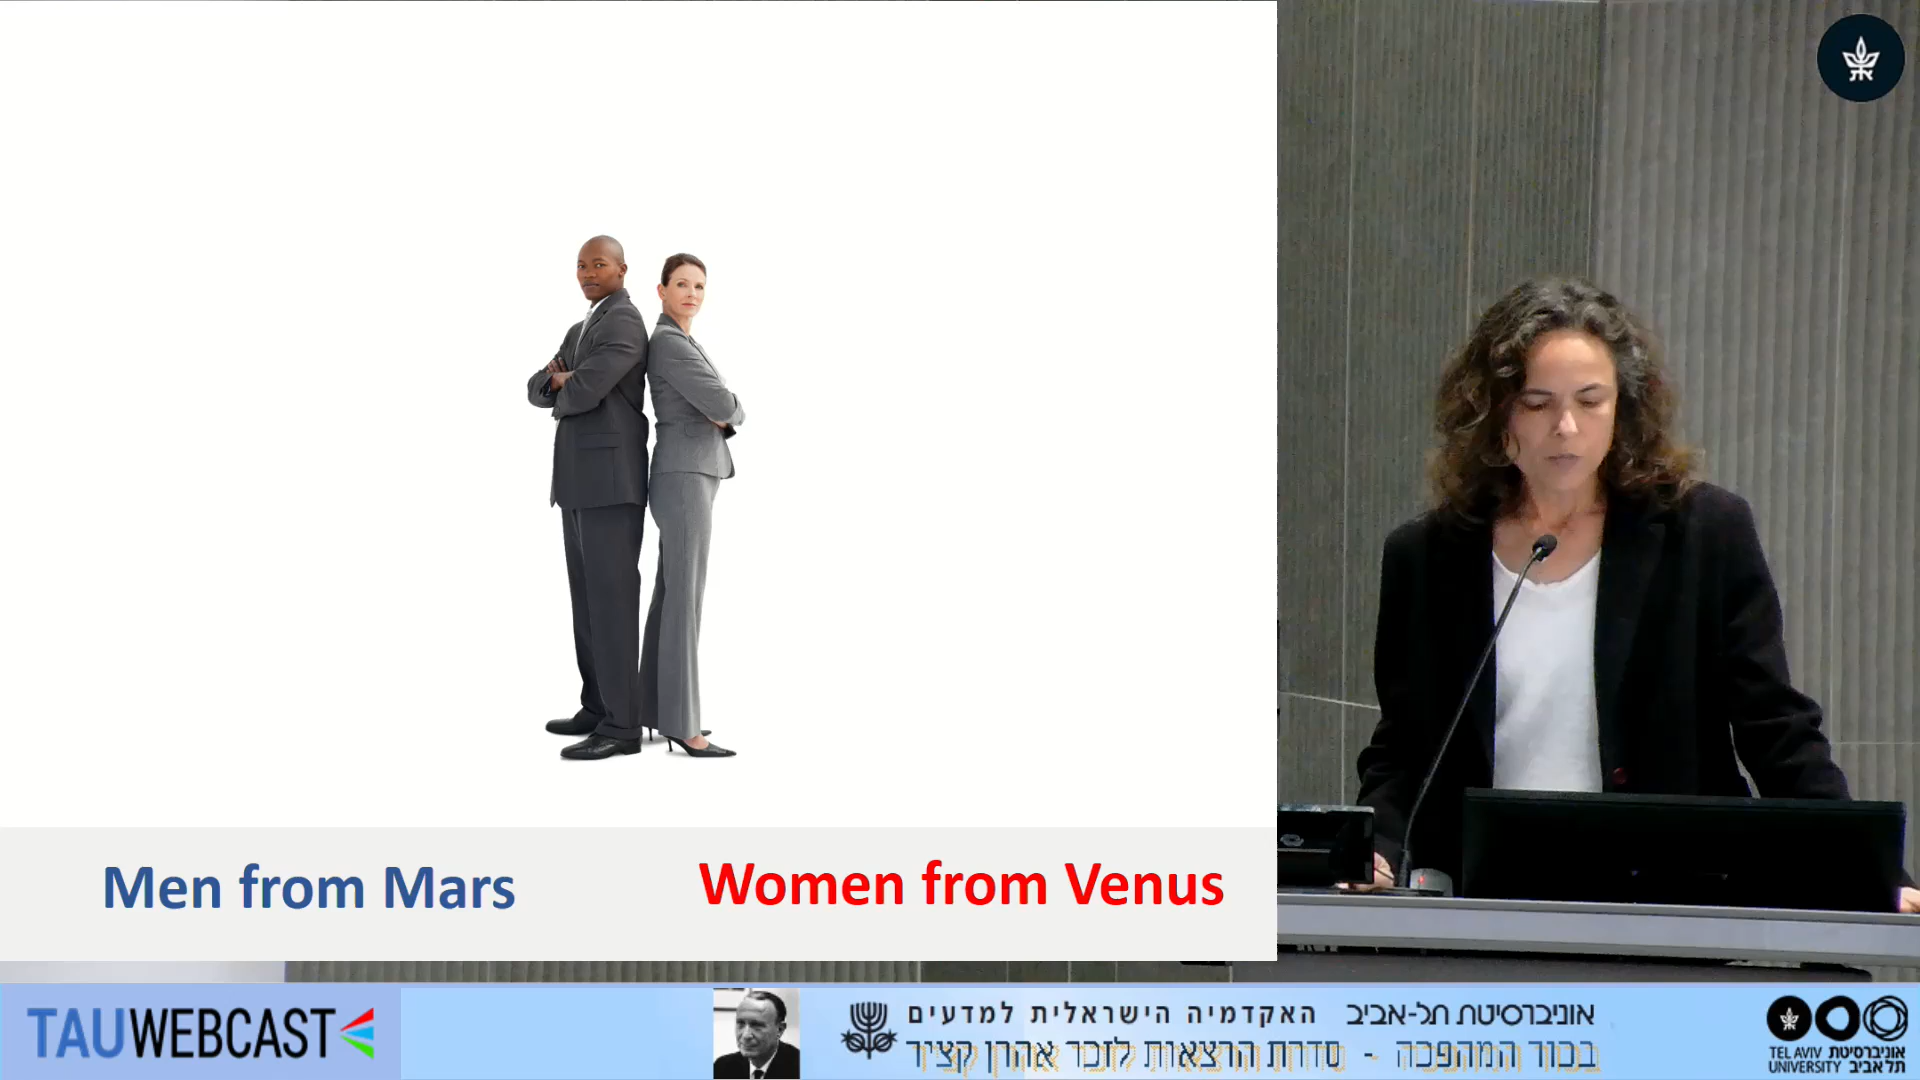 Men from Mars
Women from Venus
TAUWEBCAST
האקדמיה הישראלית למדעים
אוניברסיטת תל-אביב
בכור המהפכה - סדרת הרצאות לזכר אהרן קציר
TEL AVIV אוניברסיטת
UNIVERSITY תל אביב